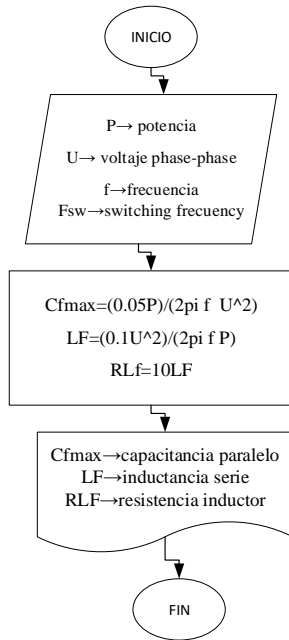 INICIO
P→ potencia
U→ voltaje phase-phase
f→frecuencia
Fsw→switching frecuency
Cfmax=(0.05P)/(2pi f U^2)
LF=(0.1U^2)/(2pi f P)
RLf=10LF
Cfmax→capacitancia paralelo
LF→inductancia serie
RLF→resistencia inductor
FIN